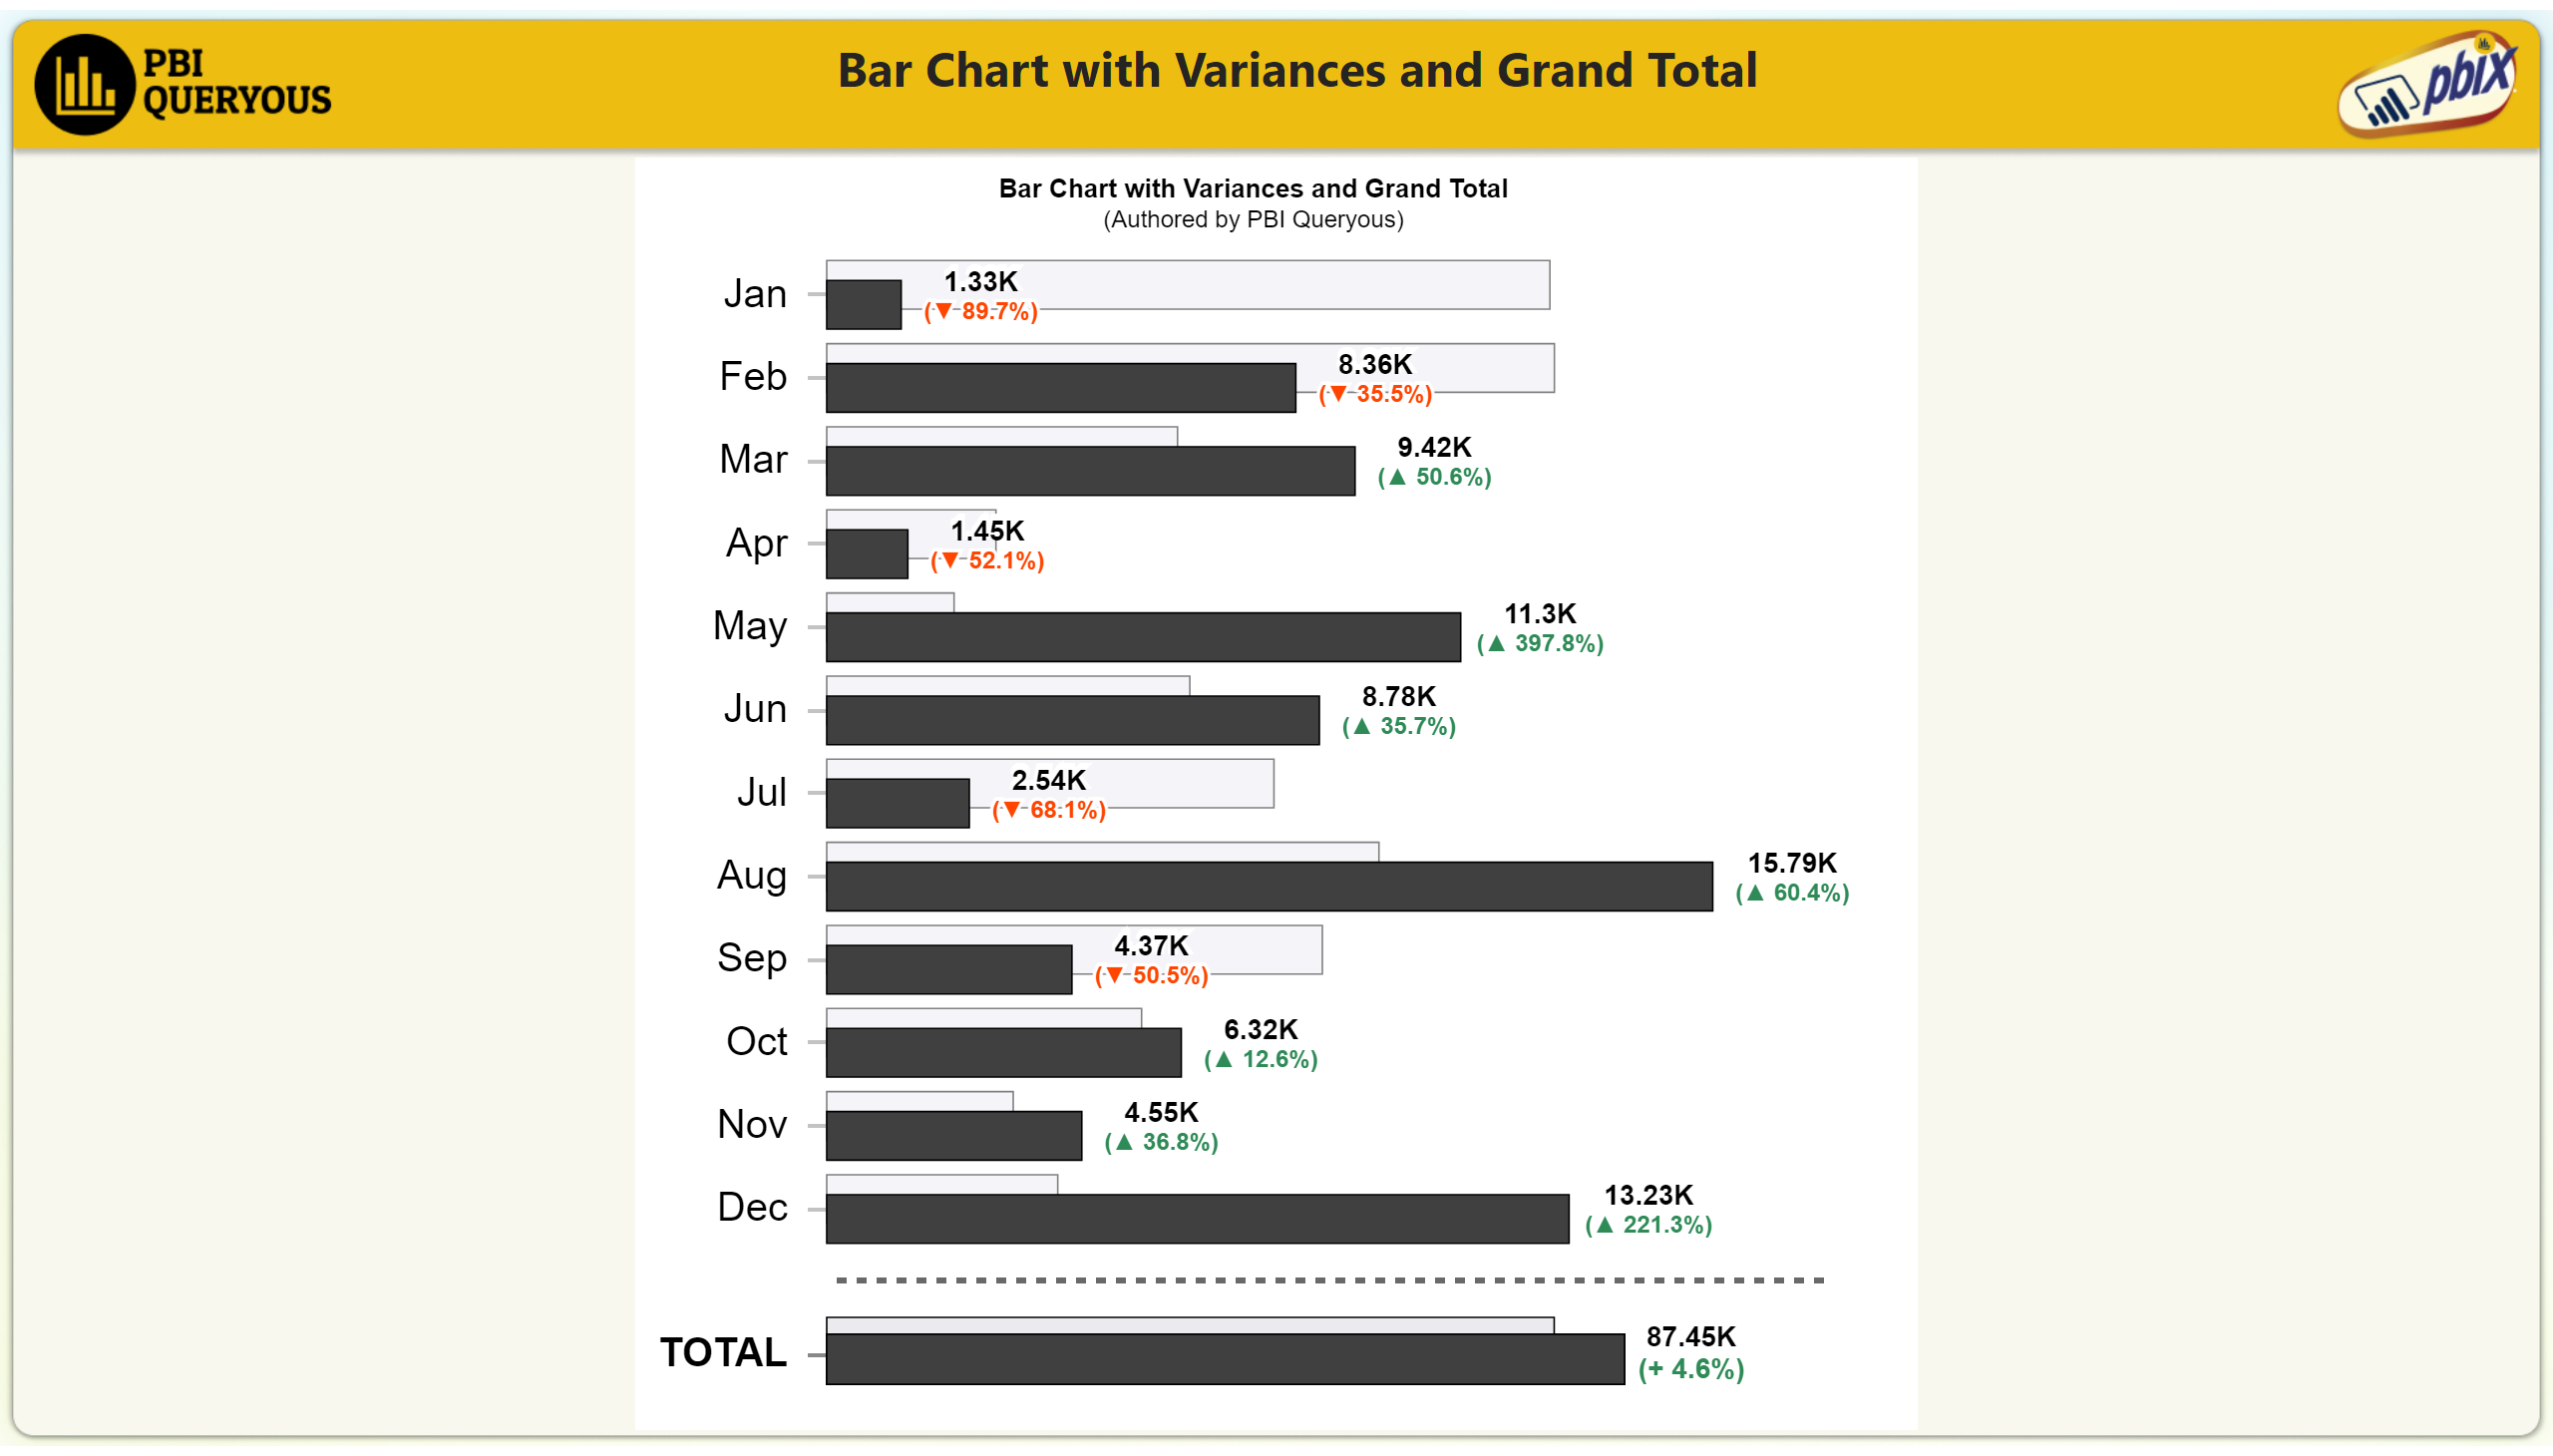 PBI
QUERYOUS
Bar Chart with Variances and Grand Total
pbix
Bar Chart with Variances and Grand Total
(Authored by PBI Queryous)
Jan
1.33K
(▼ 89.7%)
Feb
8.36K
(▼ 35.5%)
Mar
9.42K
(▲ 50.6%)
Apr
1.45K
(▼ 52.1%)
May
11.3K
(▲ 397.8%)
Jun
8.78K
(▲ 35.7%)
Jul
2.54K
(▼ 68.1%)
Aug
15.79K
(▲ 60.4%)
Sep
4.37K
(▼ 50.5%)
Oct
6.32K
(▲ 12.6%)
Nov
4.55K
(▲ 36.8%)
Dec
13.23K
(▲ 221.3%)
TOTAL
87.45K
(+ 4.6%)